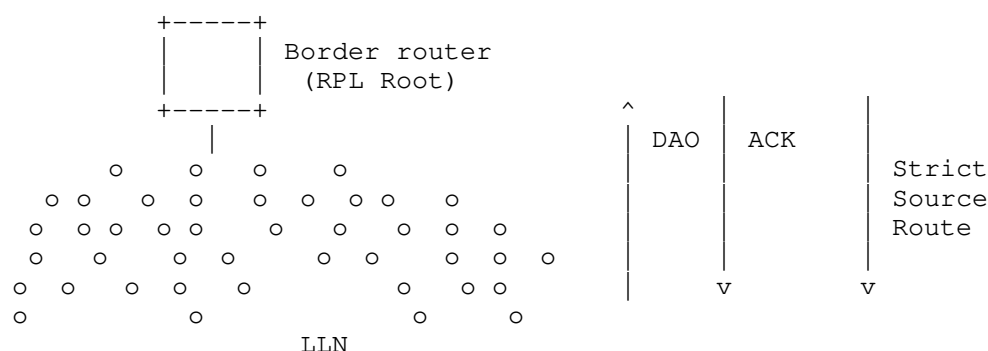 Border router
(RPL Root)
DAO ACK
Strict
Source
Route
LLN